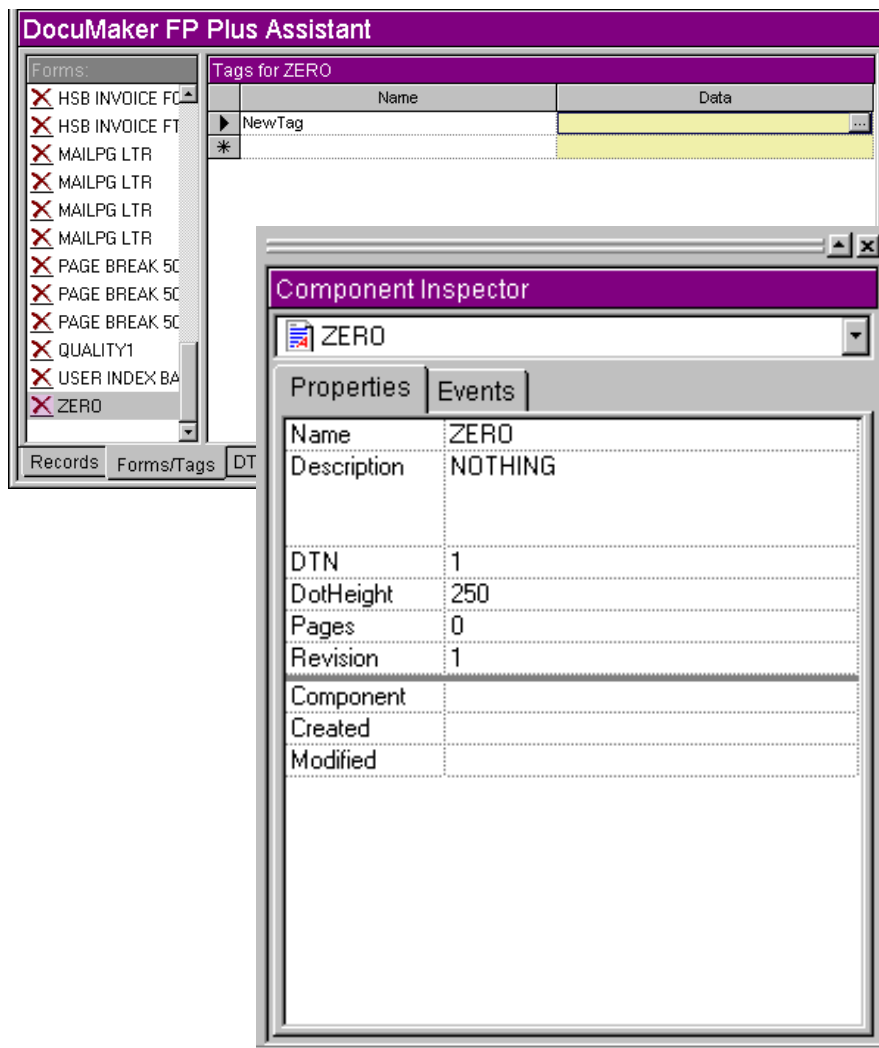 DocuMaker FP Plus Assistant
Forms:
HSB INVOICE FC
HSB INVOICE FT
MAILPG LTR
MAILPG LTR
MAILPG LTR
MAILPG LTR
PAGE BREAK 50
PAGE BREAK 50
PAGE BREAK 50
QUALITY1
USER INDEX BA
ZERO
Records Forms/Tags DT
Tags for ZERO
Name Data
NewTag ...
Component Inspector
ZERO
Properties Events
Name ZERO
Description NOTHING
DTN 1
DotHeight 250
Pages 0
Revision 1
Component
Created
Modified